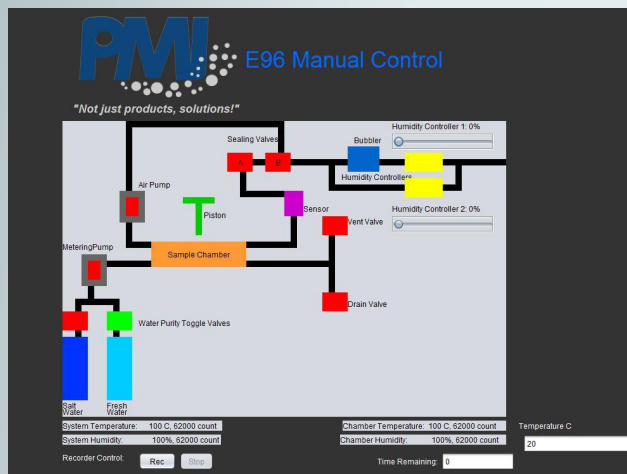 PMI
E96 Manual Control
"Not just products, solutions!"
Sealing Valves
Bubbler
Humidity Controller 1: 0%
A
B
Humidity Controllers
Air Pump
Piston
Sensor
Humidity Controller 2: 0%
Vent Valve
MeteringPump
Sample Chamber
Drain Valve
Water Purity Toggle Valves
Salt
Water
Fresh
Water
System Temperature: 100 C, 62000 count
Chamber Temperature: 100 C, 62000 count
Temperature C
System Humidity: 100%, 62000 count
Chamber Humidity: 100%, 62000 count
20
Recorder Control:
Rec
Stop
Time Remaining:
0